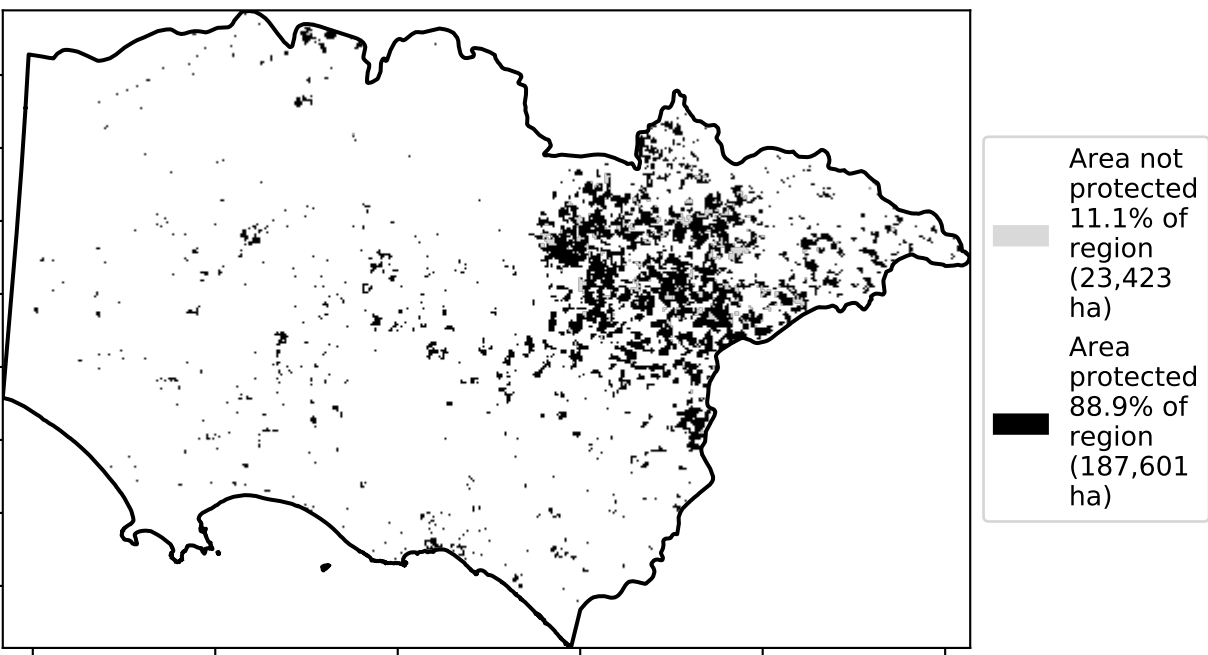 Area not
protected
11.1% of
region
(23,423
ha)
Area
protected
88.9% of
region
(187,601
ha)